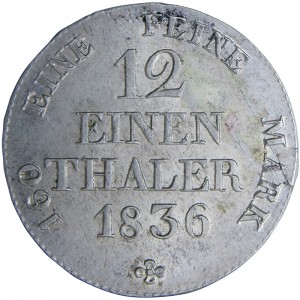 160 EINE FEINE MARK
12
EINEN
THALER
1836